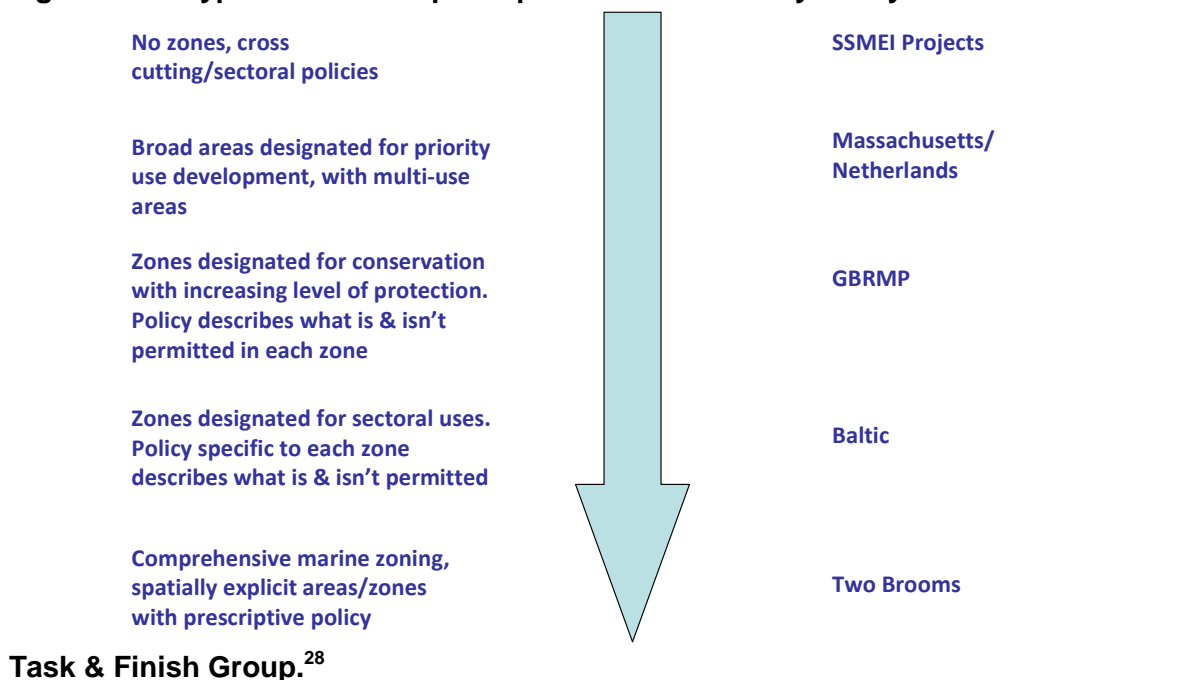 No zones, cross
cutting/sectoral policies
SSMEI Projects
Broad areas designated for priority
use development, with multi-use
areas
Massachusetts/
Netherlands
Zones designated for conservation
with increasing level of protection.
Policy describes what is & isn’t
permitted in each zone
GBRMP
Zones designated for sectoral uses.
Policy specific to each zone
describes what is & isn’t permitted
Baltic
Comprehensive marine zoning,
spatially explicit areas/zones
with prescriptive policy
Two Brooms
Task & Finish Group.28